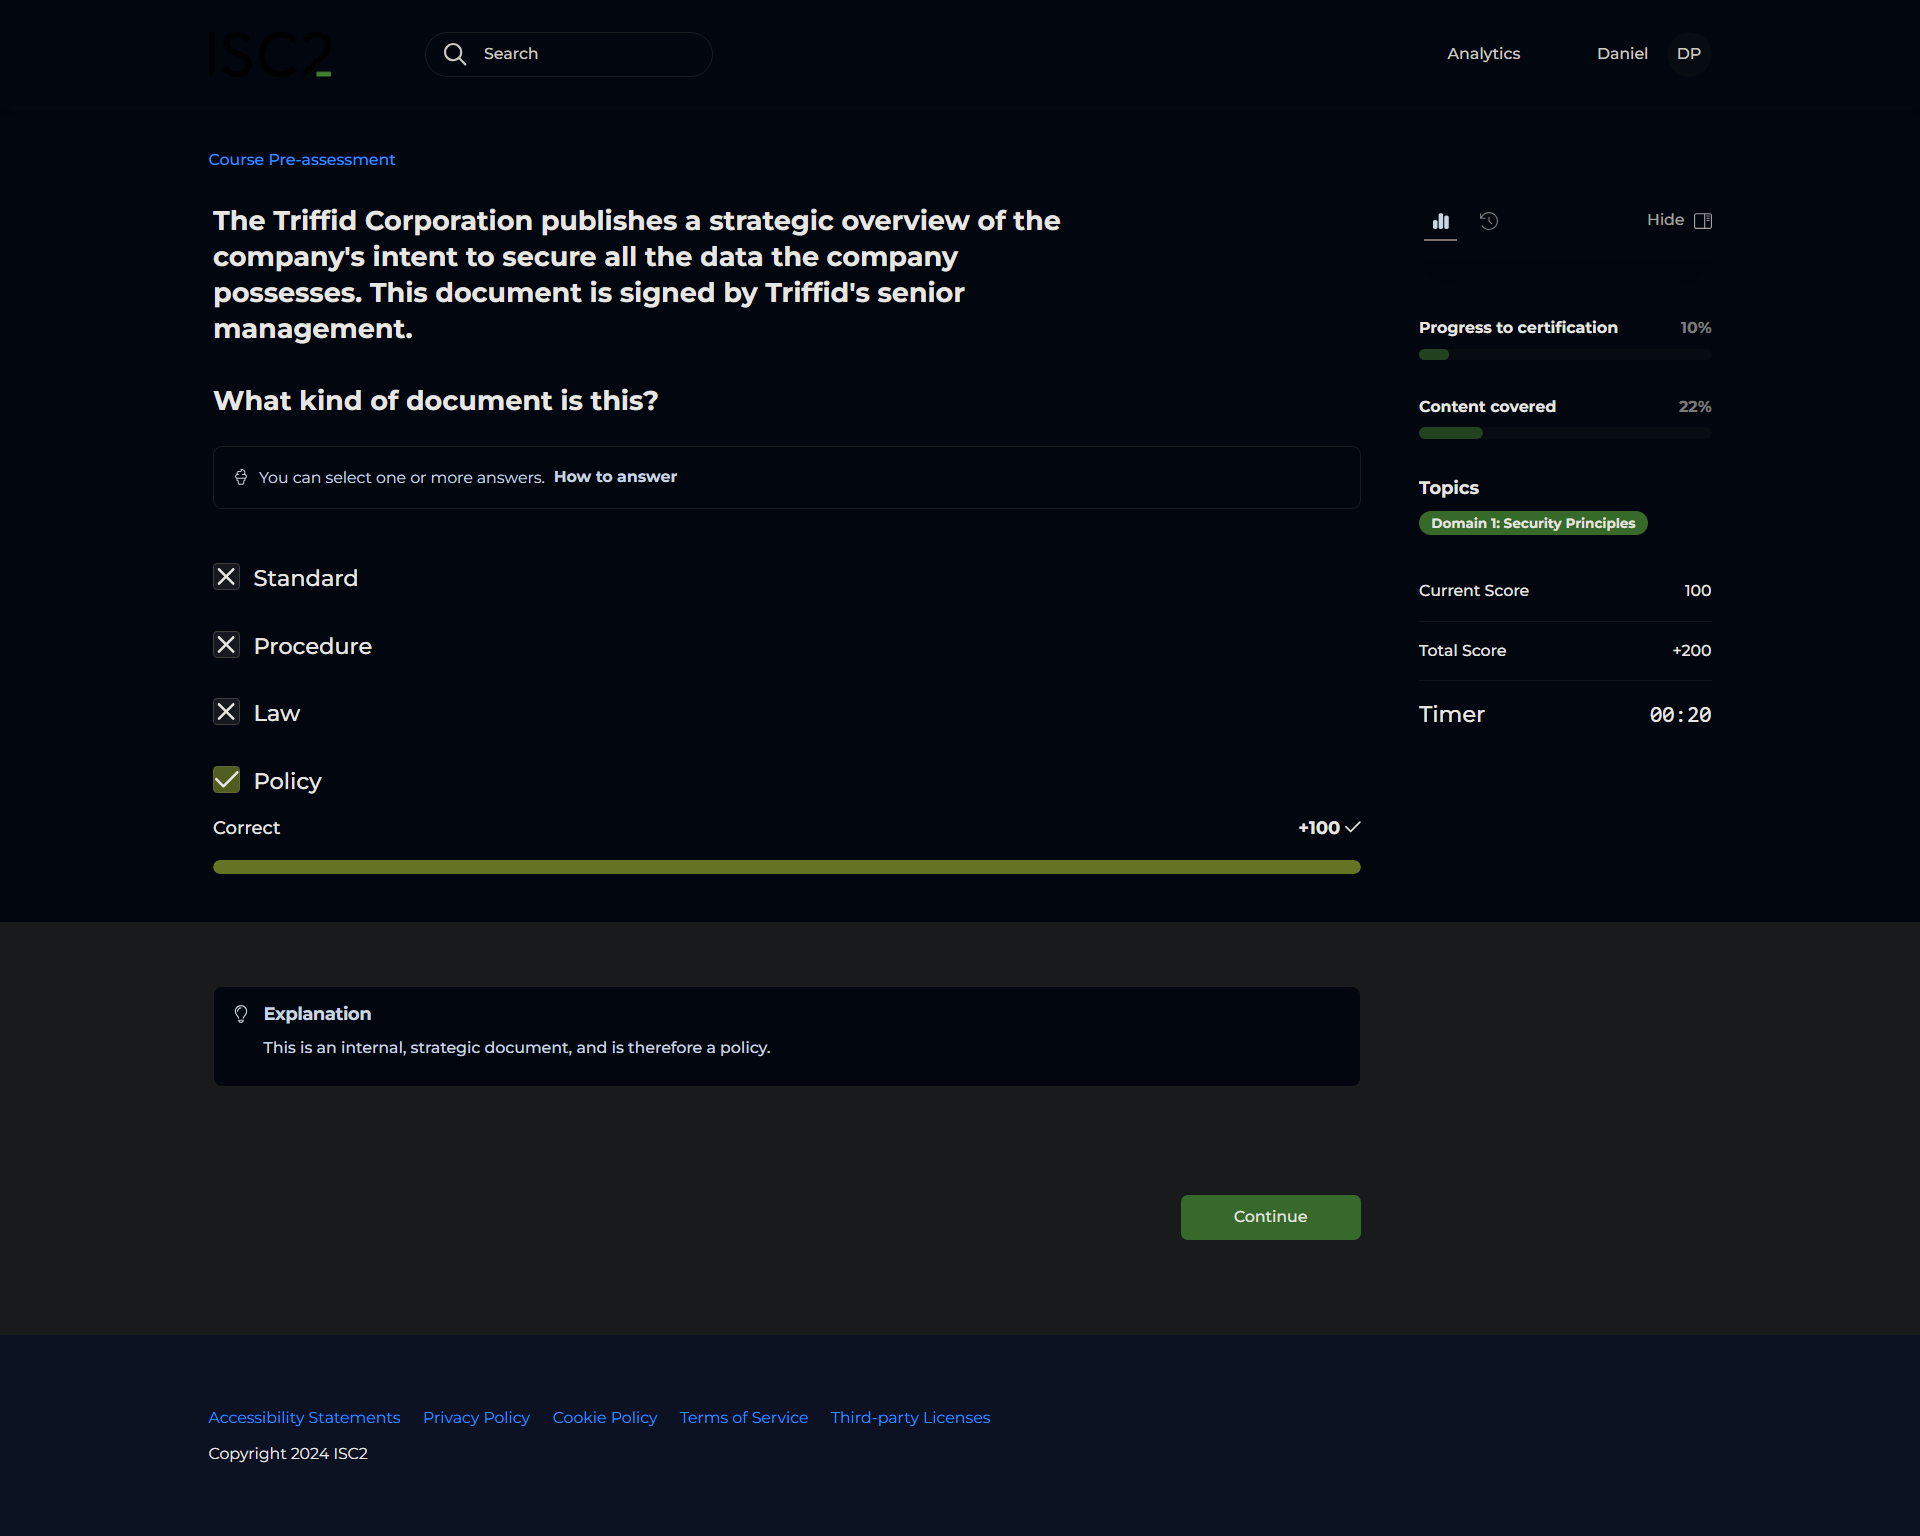 ISC2
Search
Analytics
Daniel
DP
Course Pre-assessment
The Triffid Corporation publishes a strategic overview of the
company's intent to secure all the data the company
possesses. This document is signed by Triffid's senior
management.
What kind of document is this?
You can select one or more answers. How to answer
Standard
Procedure
Law
Policy
Correct
+100
Hide
Progress to certification
10%
Content covered
22%
Topics
Domain 1: Security Principles
Current Score
100
Total Score
+200
Timer
00:20
Explanation
This is an internal, strategic document, and is therefore a policy.
Continue
Accessibility Statements
Privacy Policy
Cookie Policy
Terms of Service
Third-party Licenses
Copyright 2024 ISC2